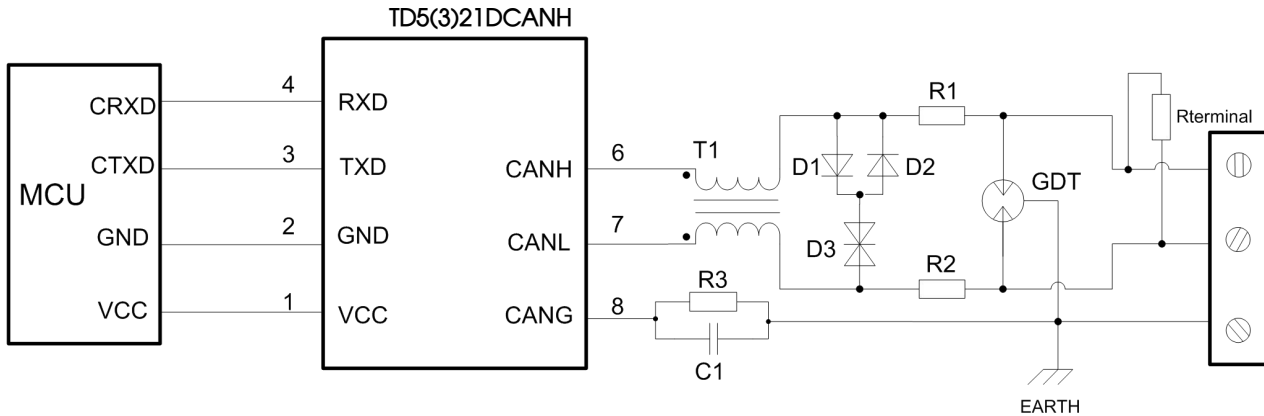 TD5(3)21DCANH
MCU
CRXD
CTXD
GND
VCC
4
3
2
1
RXD
TXD
GND
VCC
CANH
CANL
CANG
6
7
8
T1
D1
D2
D3
R1
R2
R3
C1
GDT
Rterminal
EARTH